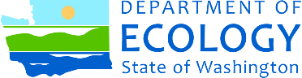 DEPARTMENT OF
ECOLOGY
State of Washington